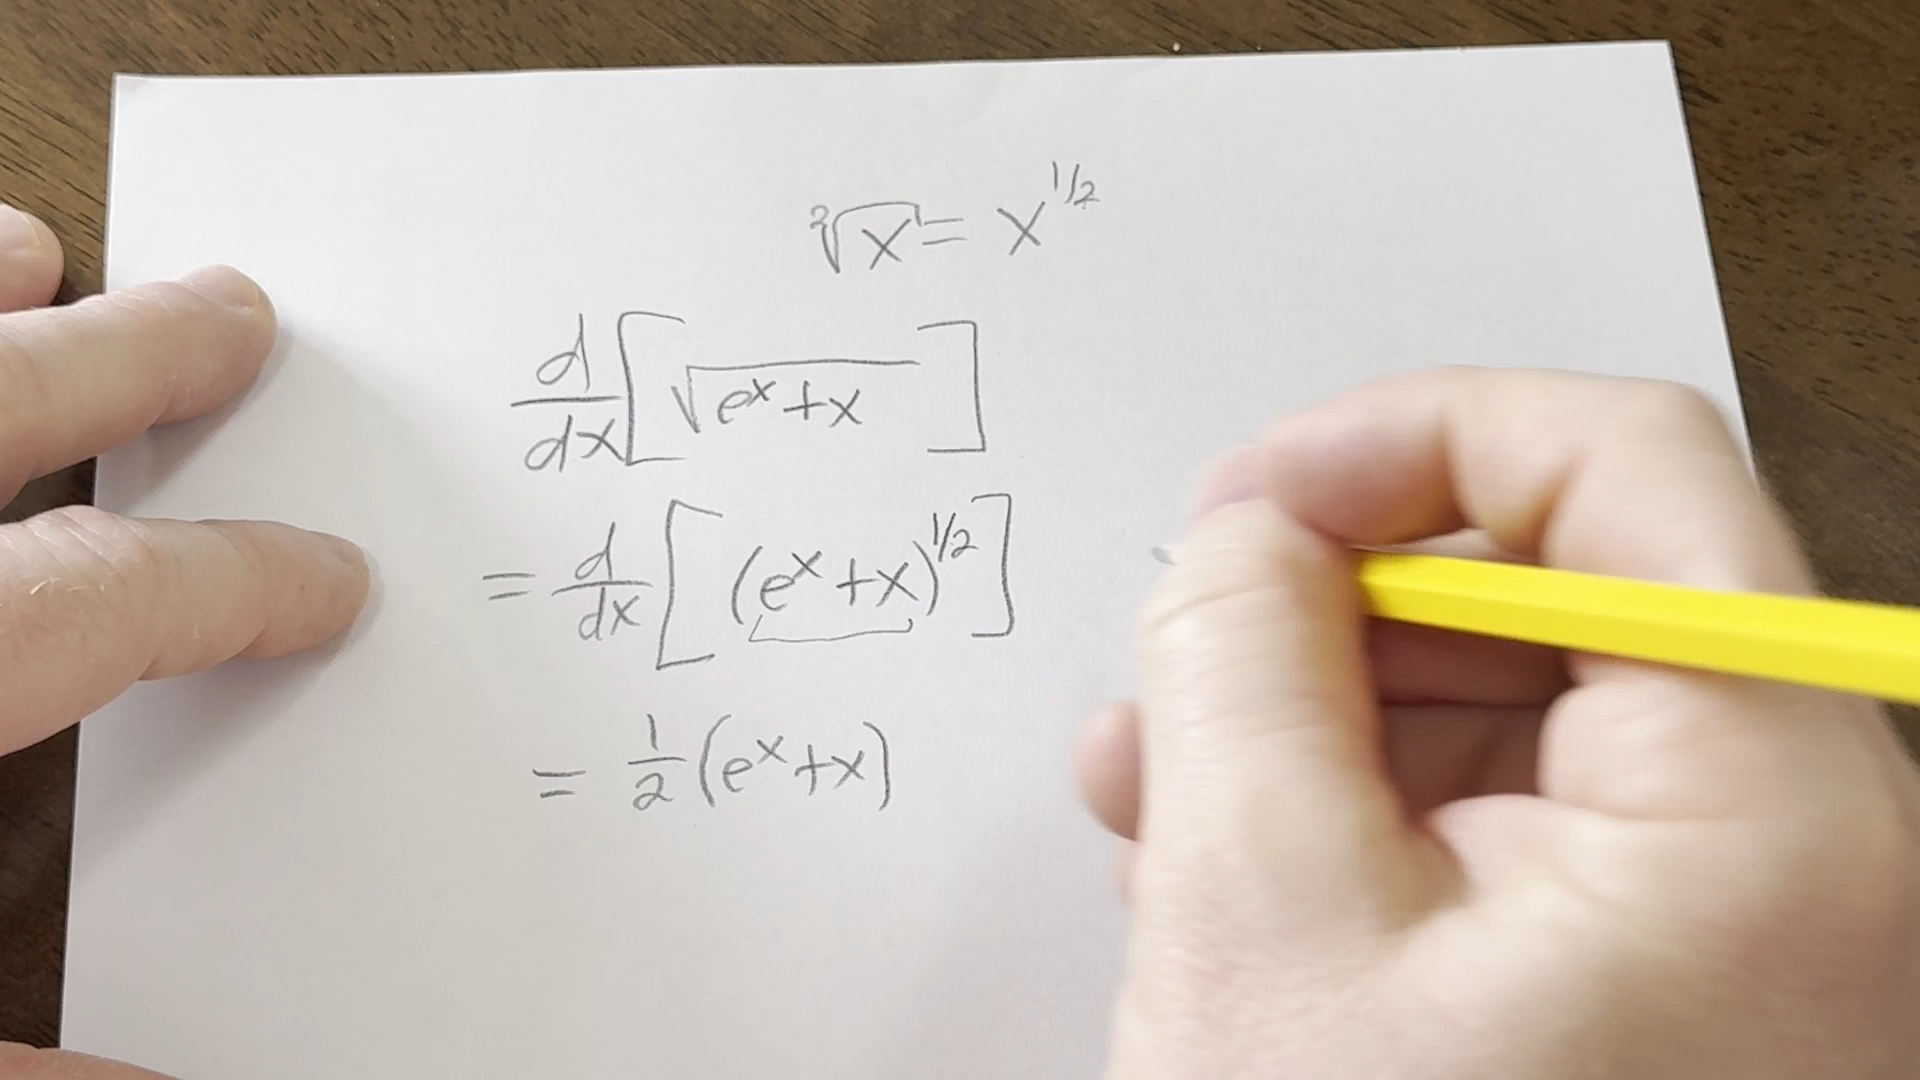 ²√x = x^1/2
d/dx [√(e^x + x)]
= d/dx [(e^x + x)^1/2]
= 1/2 (e^x + x)